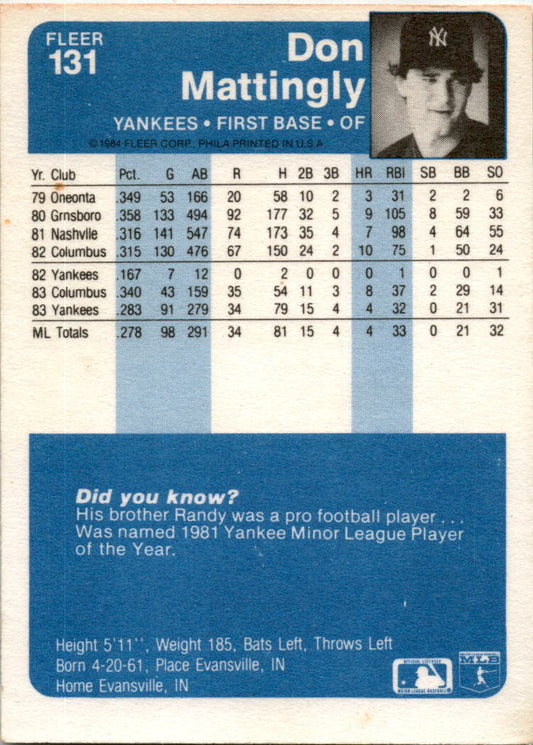 FLEER
131
Don
Mattingly
NY
YANKEES • FIRST BASE • OF
© 1984 FLEER CORP., PHILA PRINTED IN U.S.A.
Yr. Club Pct. G AB R H 2B 3B HR RBI SB BB SO
79 Oneonta .349 53 166 20 58 10 2 3 31 2 2 6
80 Grnsboro .358 133 494 92 177 32 5 9 105 8 59 33
81 Nashvlle .316 141 547 74 173 35 4 7 98 4 64 55
82 Columbus .315 130 476 67 150 24 2 10 75 1 50 24
82 Yankees .167 7 12 0 2 0 0 0 1 0 0 1
83 Columbus .340 43 159 35 54 11 3 8 37 2 29 14
83 Yankees .283 91 279 34 79 15 4 4 32 0 21 31
ML Totals .278 98 291 34 81 15 4 4 33 0 21 32
Did you know?
His brother Randy was a pro football player . . .
Was named 1981 Yankee Minor League Player
of the Year.
Height 5'11'', Weight 185, Bats Left, Throws Left
Born 4-20-61, Place Evansville, IN
Home Evansville, IN
OFFICIAL LICENSEE
MAJOR LEAGUE BASEBALL